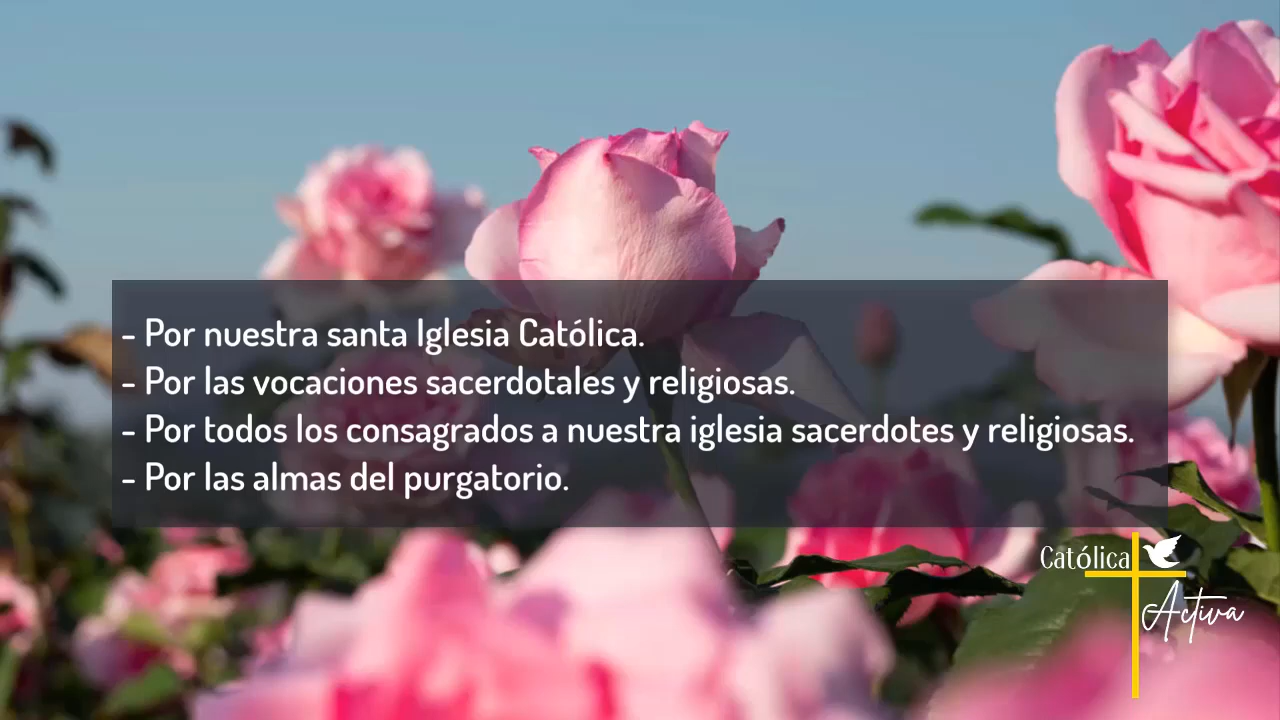 - Por nuestra santa Iglesia Católica.
- Por las vocaciones sacerdotales y religiosas.
- Por todos los consagrados a nuestra iglesia sacerdotes y religiosas.
- Por las almas del purgatorio.
Católica
Activa